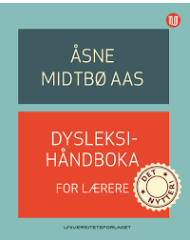 ÅSNE
MIDTBØ AAS
DYSLEKSI-
HÅNDBOKA
FOR LÆRERE
DET
NYTTER!
UNIVERSITETSFORLAGET